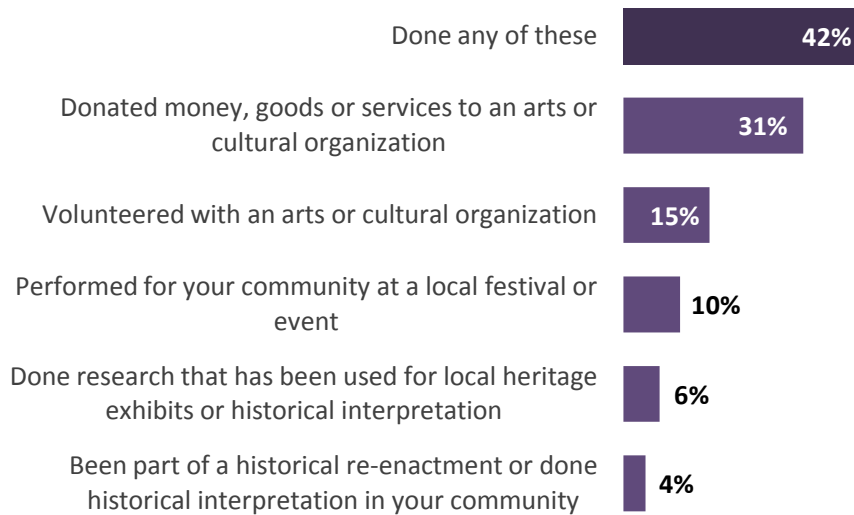 Done any of these
42%
Donated money, goods or services to an arts or
cultural organization
31%
Volunteered with an arts or cultural organization
15%
Performed for your community at a local festival or
event
10%
Done research that has been used for local heritage
exhibits or historical interpretation
6%
Been part of a historical re-enactment or done
historical interpretation in your community
4%